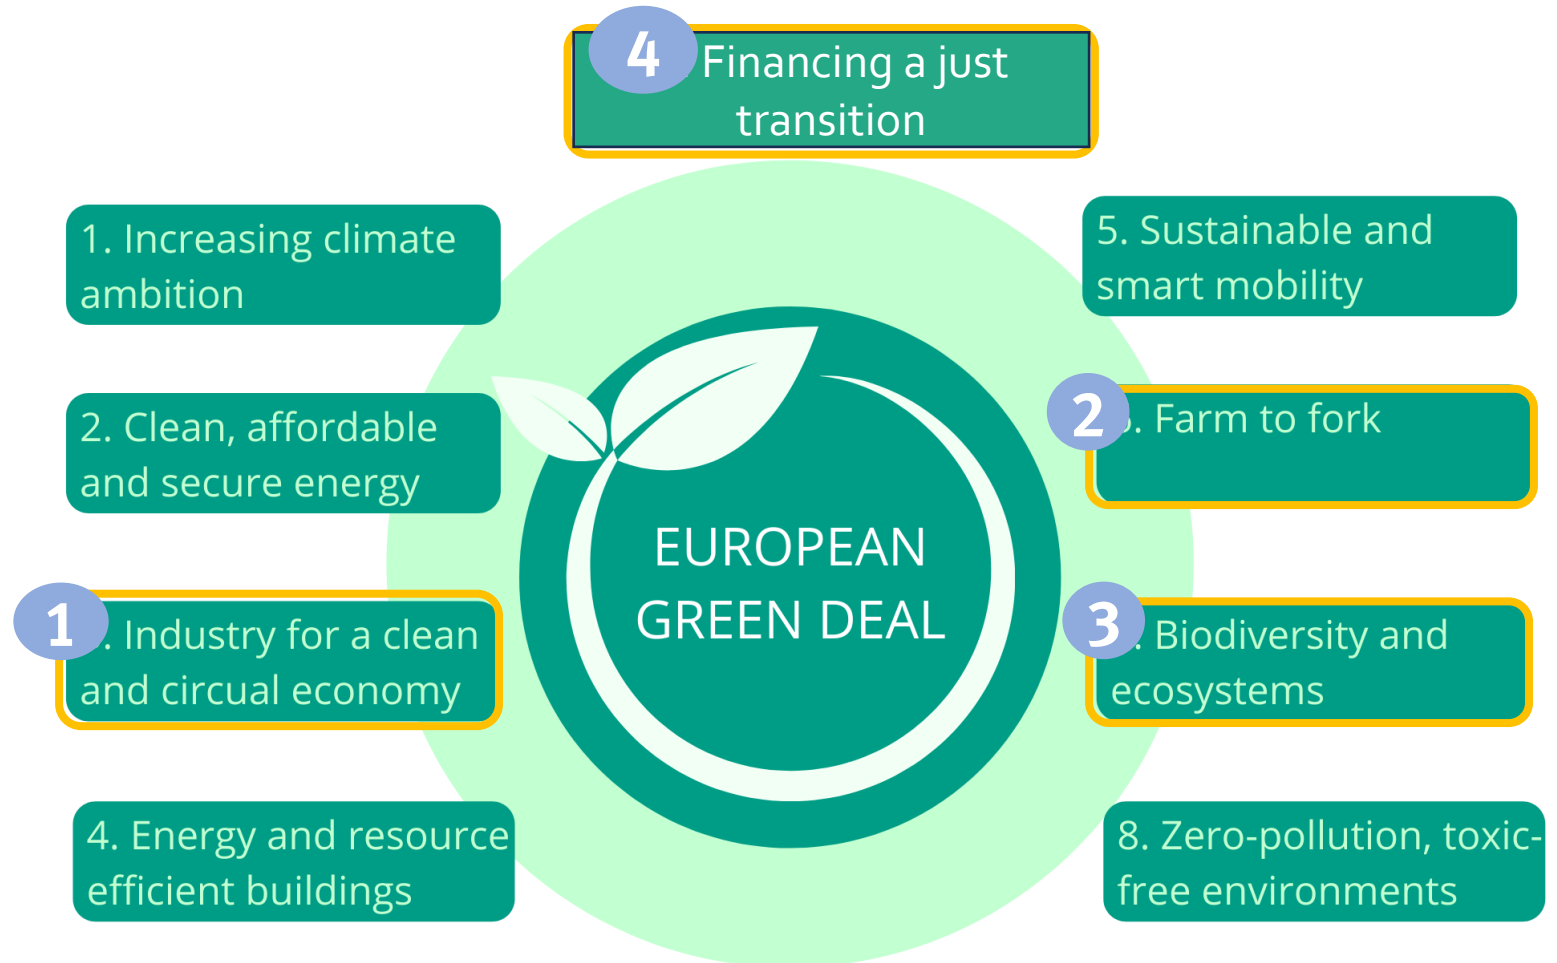 4
Financing a just
transition
1. Increasing climate
ambition
2. Clean, affordable
and secure energy
1
. Industry for a clean
and circual economy
4. Energy and resource
efficient buildings
EUROPEAN
GREEN DEAL
5. Sustainable and
smart mobility
2
. Farm to fork
3
. Biodiversity and
ecosystems
8. Zero-pollution, toxic-
free environments